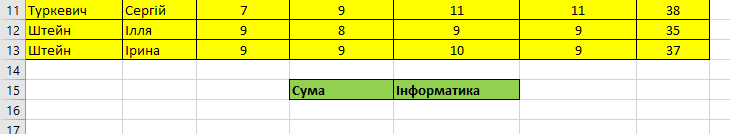 11 Туркевич Сергій 7 9 11 11 38
12 Штейн Ілля 9 8 9 9 35
13 Штейн Ірина 9 9 10 9 37
14
15 Сума Інформатика
16
17